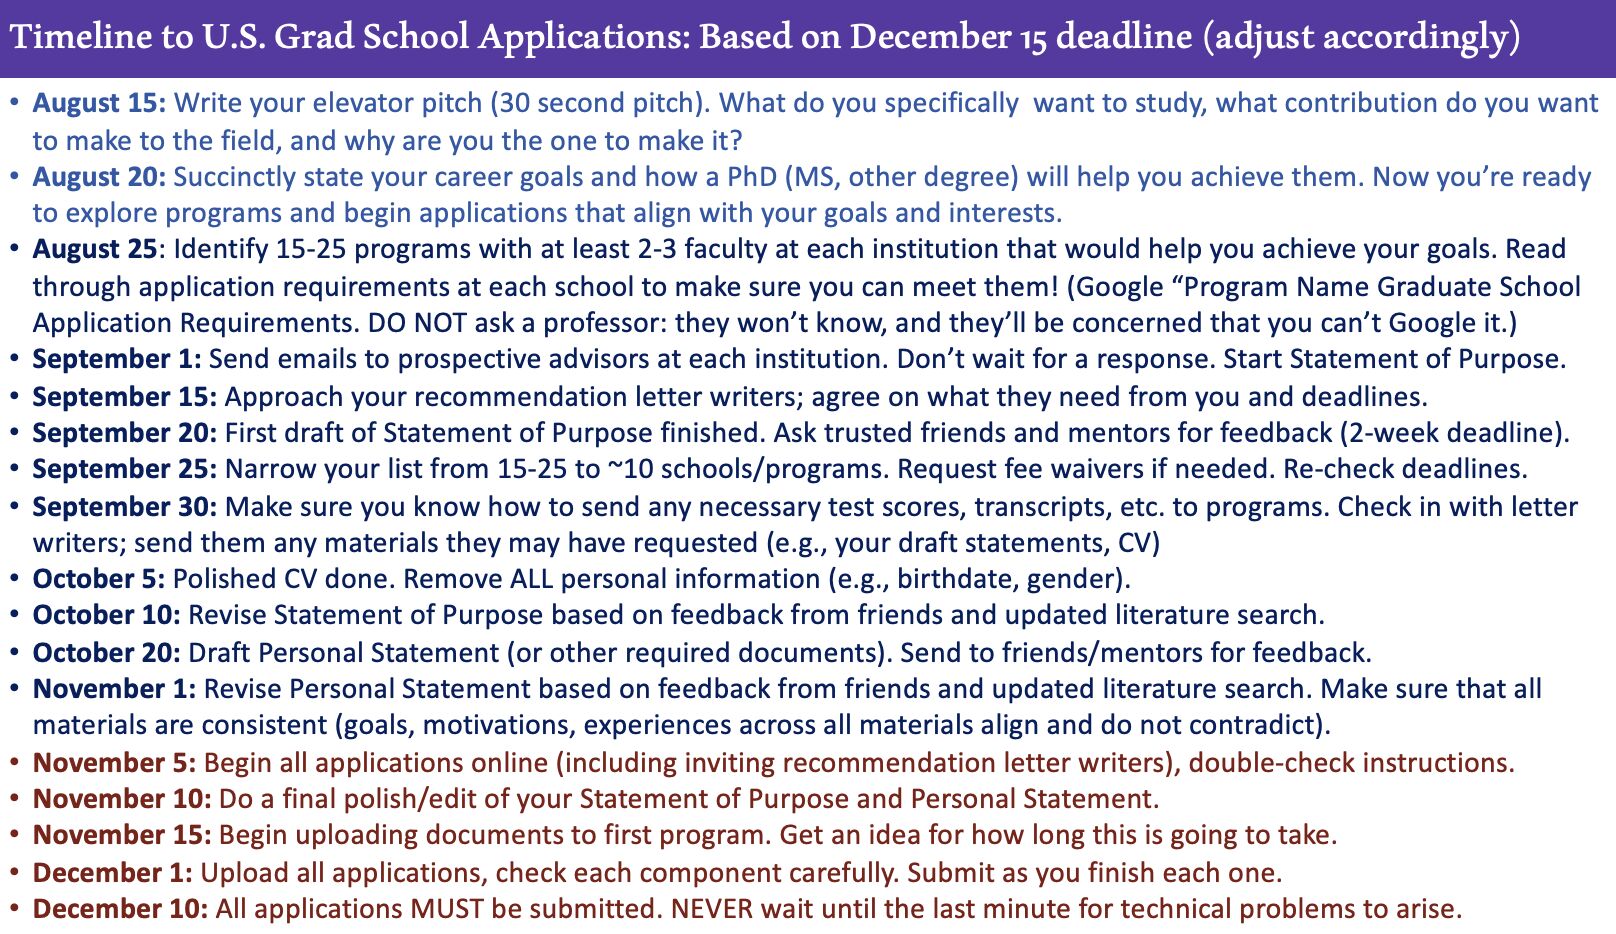 Timeline to U.S. Grad School Applications: Based on December 15 deadline (adjust accordingly)
• August 15: Write your elevator pitch (30 second pitch). What do you specifically  want to study, what contribution do you want
to make to the field, and why are you the one to make it?
• August 20: Succinctly state your career goals and how a PhD (MS, other degree) will help you achieve them. Now you’re ready
to explore programs and begin applications that align with your goals and interests.
• August 25: Identify 15-25 programs with at least 2-3 faculty at each institution that would help you achieve your goals. Read
through application requirements at each school to make sure you can meet them! (Google “Program Name Graduate School
Application Requirements. DO NOT ask a professor: they won’t know, and they’ll be concerned that you can’t Google it.)
• September 1: Send emails to prospective advisors at each institution. Don’t wait for a response. Start Statement of Purpose.
• September 15: Approach your recommendation letter writers; agree on what they need from you and deadlines.
• September 20: First draft of Statement of Purpose finished. Ask trusted friends and mentors for feedback (2-week deadline).
• September 25: Narrow your list from 15-25 to ~10 schools/programs. Request fee waivers if needed. Re-check deadlines.
• September 30: Make sure you know how to send any necessary test scores, transcripts, etc. to programs. Check in with letter
writers; send them any materials they may have requested (e.g., your draft statements, CV)
• October 5: Polished CV done. Remove ALL personal information (e.g., birthdate, gender).
• October 10: Revise Statement of Purpose based on feedback from friends and updated literature search.
• October 20: Draft Personal Statement (or other required documents). Send to friends/mentors for feedback.
• November 1: Revise Personal Statement based on feedback from friends and updated literature search. Make sure that all
materials are consistent (goals, motivations, experiences across all materials align and do not contradict).
• November 5: Begin all applications online (including inviting recommendation letter writers), double-check instructions.
• November 10: Do a final polish/edit of your Statement of Purpose and Personal Statement.
• November 15: Begin uploading documents to first program. Get an idea for how long this is going to take.
• December 1: Upload all applications, check each component carefully. Submit as you finish each one.
• December 10: All applications MUST be submitted. NEVER wait until the last minute for technical problems to arise.